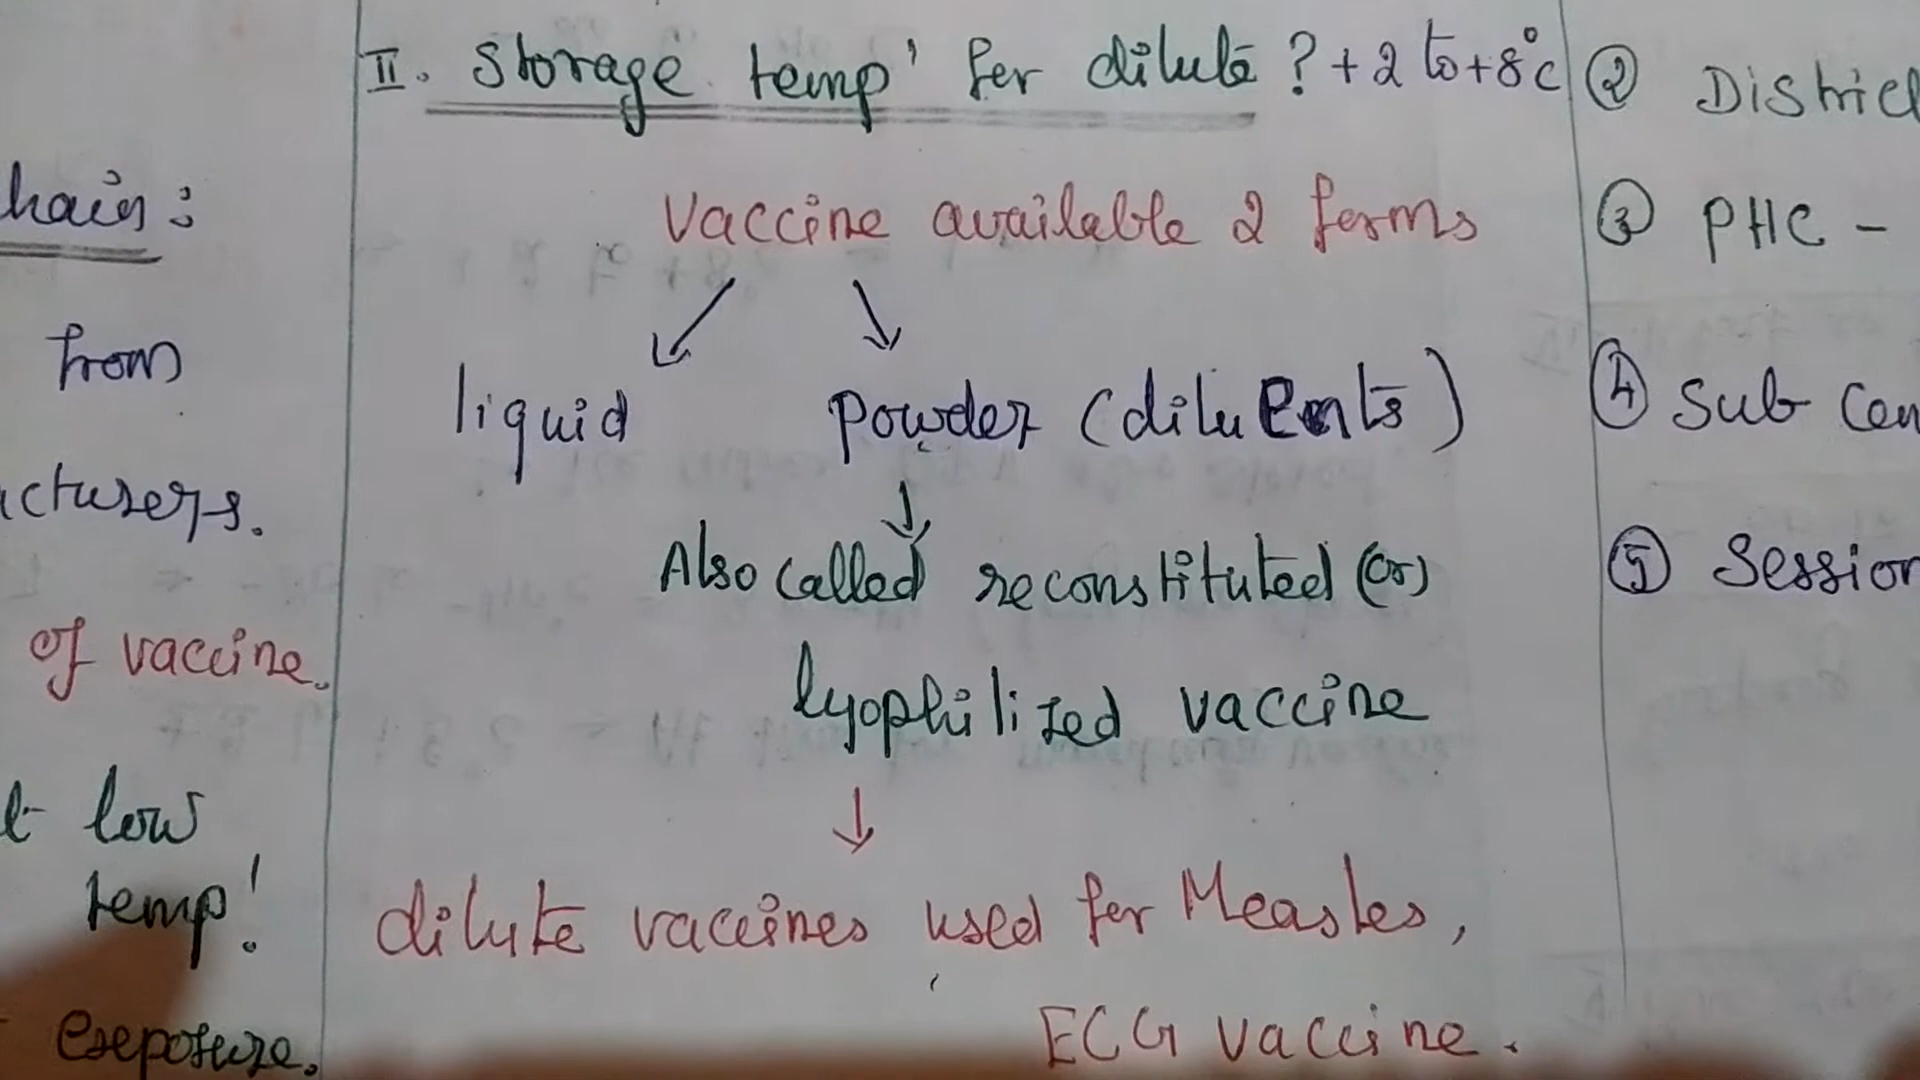 hain:
from
cturers.
of vaccine.
t low
temp!
exeposure.
II. Storage temp' for dilute ? +2 to +8°c
Vaccine available 2 forms
liquid powder (diluents)
Also called reconstituted (or)
lyophilized vaccine
dilute vaccines used for Measles,
ECG vaccine.
② District
③ PHC -
④ Sub Cen
⑤ Session